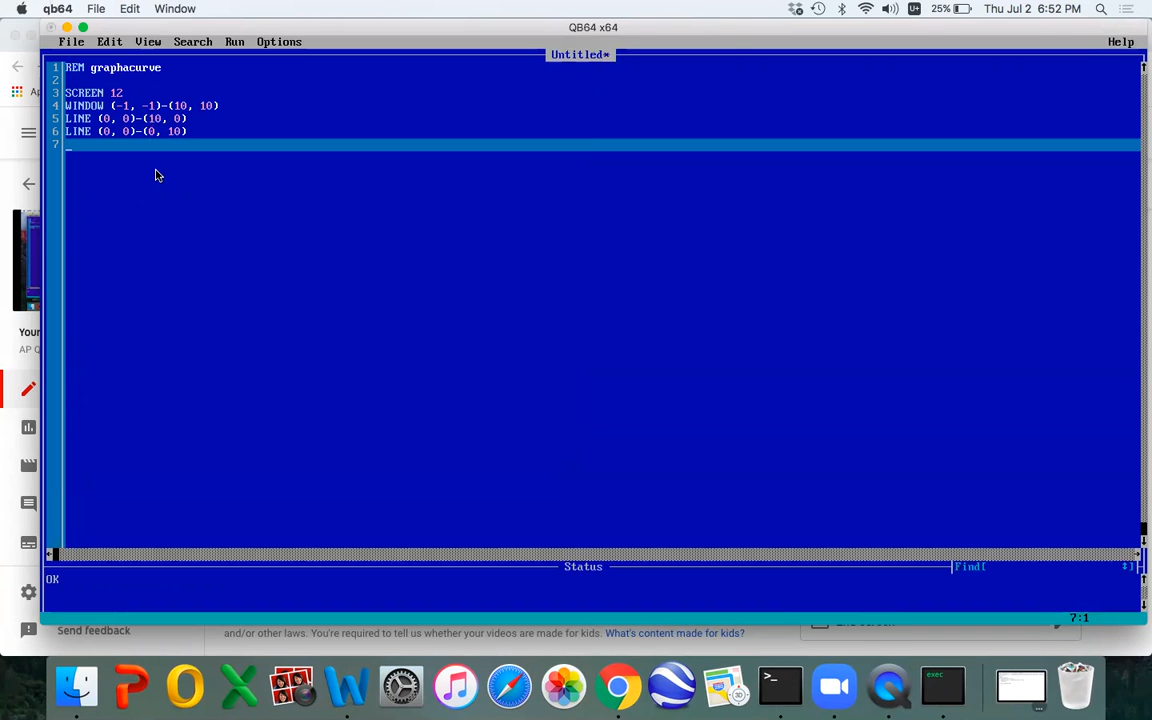 qb64 File Edit Window
25% Thu Jul 2 6:52 PM
QB64 x64
File Edit View Search Run Options Help
Untitled*
1 REM graphacurve
2
3 SCREEN 12
4 WINDOW (-1, -1)-(10, 10)
5 LINE (0, 0)-(10, 0)
6 LINE (0, 0)-(0, 10)
7 _
Your
AP Q
Status
Find[
OK
7:1
Send feedback
and/or other laws. You're required to tell us whether your videos are made for kids. What's content made for kids?
exec